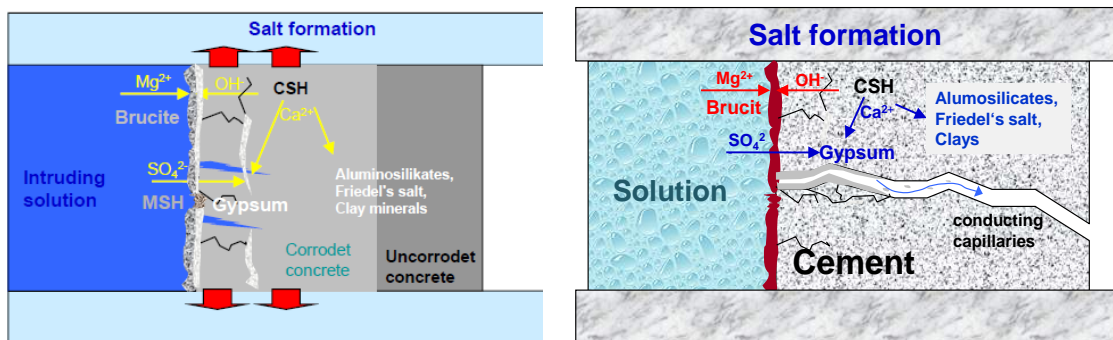 Salt formation
Mg²⁺
OH⁻
CSH
Brucite
Ca²⁺
SO₄²⁻
Intruding
solution
MSH
Gypsum
Aluminosilikates,
Friedel's salt,
Clay minerals
Corrodet
concrete
Uncorrodet
concrete
Salt formation
Mg²⁺
OH⁻
CSH
Brucit
Ca²⁺
Alumosilicates,
Friedel's salt,
Clays
SO₄²
Gypsum
Solution
conducting
capillaries
Cement